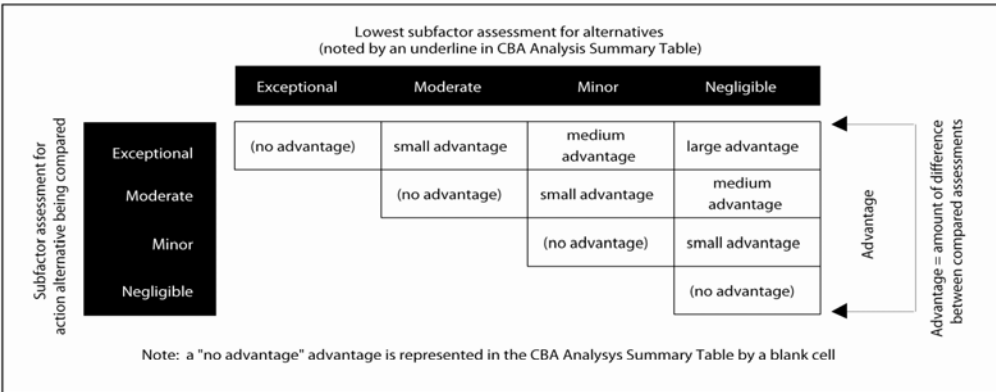 Lowest subfactor assessment for alternatives
(noted by an underline in CBA Analysis Summary Table)
Exceptional Moderate Minor Negligible
Subfactor assessment for
action alternative being compared
Exceptional (no advantage) small advantage medium
advantage large advantage
Moderate (no advantage) small advantage medium
advantage
Minor (no advantage) small advantage
Negligible (no advantage)
Advantage
Advantage = amount of difference
between compared assessments
Note: a "no advantage" advantage is represented in the CBA Analysys Summary Table by a blank cell